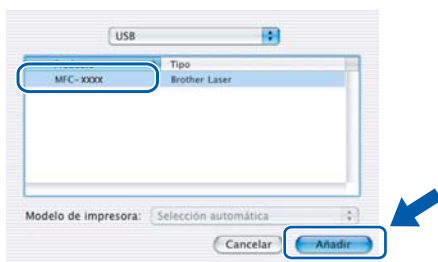 USB
Tipo
MFC-XXXX Brother Laser
Modelo de impresora: Selección automática
Cancelar Añadir